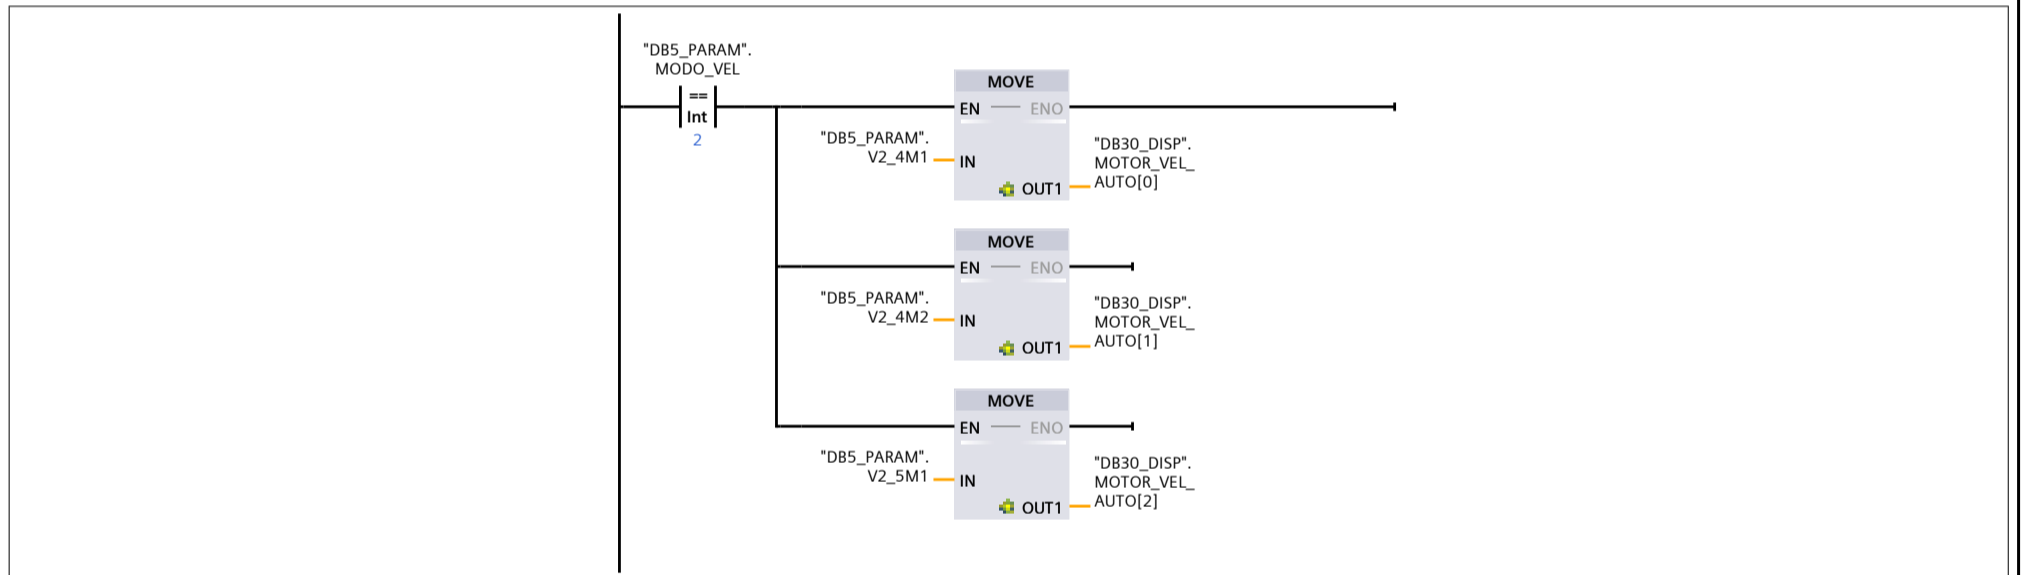 "DB5_PARAM".
MODO_VEL
==
Int
2
MOVE
EN ENO
"DB5_PARAM".
V2_4M1
IN
OUT1
"DB30_DISP".
MOTOR_VEL_
AUTO[0]
MOVE
EN ENO
"DB5_PARAM".
V2_4M2
IN
OUT1
"DB30_DISP".
MOTOR_VEL_
AUTO[1]
MOVE
EN ENO
"DB5_PARAM".
V2_5M1
IN
OUT1
"DB30_DISP".
MOTOR_VEL_
AUTO[2]